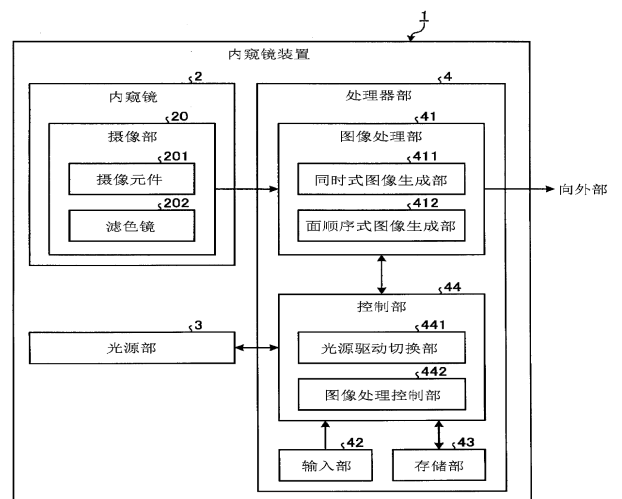 1
内窥镜装置
2
内窥镜
20
摄像部
201
摄像元件
202
滤色镜
3
光源部
4
处理器部
41
图像处理部
411
同时式图像生成部
412
面顺序式图像生成部
向外部
44
控制部
441
光源驱动切换部
442
图像处理控制部
42
输入部
43
存储部